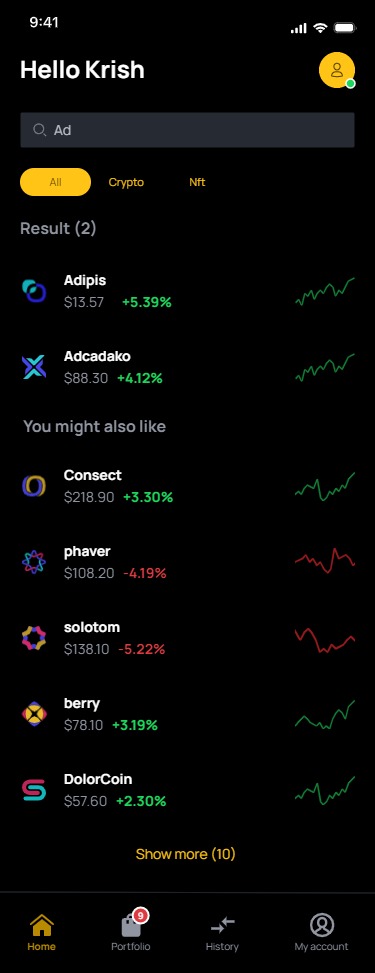 9:41
Hello Krish
Ad
All Crypto Nft
Result (2)
Adipis
$13.57 +5.39%
Adcadako
$88.30 +4.12%
You might also like
Consect
$218.90 +3.30%
phaver
$108.20 -4.19%
solotom
$138.10 -5.22%
berry
$78.10 +3.19%
DolorCoin
$57.60 +2.30%
Show more (10)
9
Home Portfolio History My account